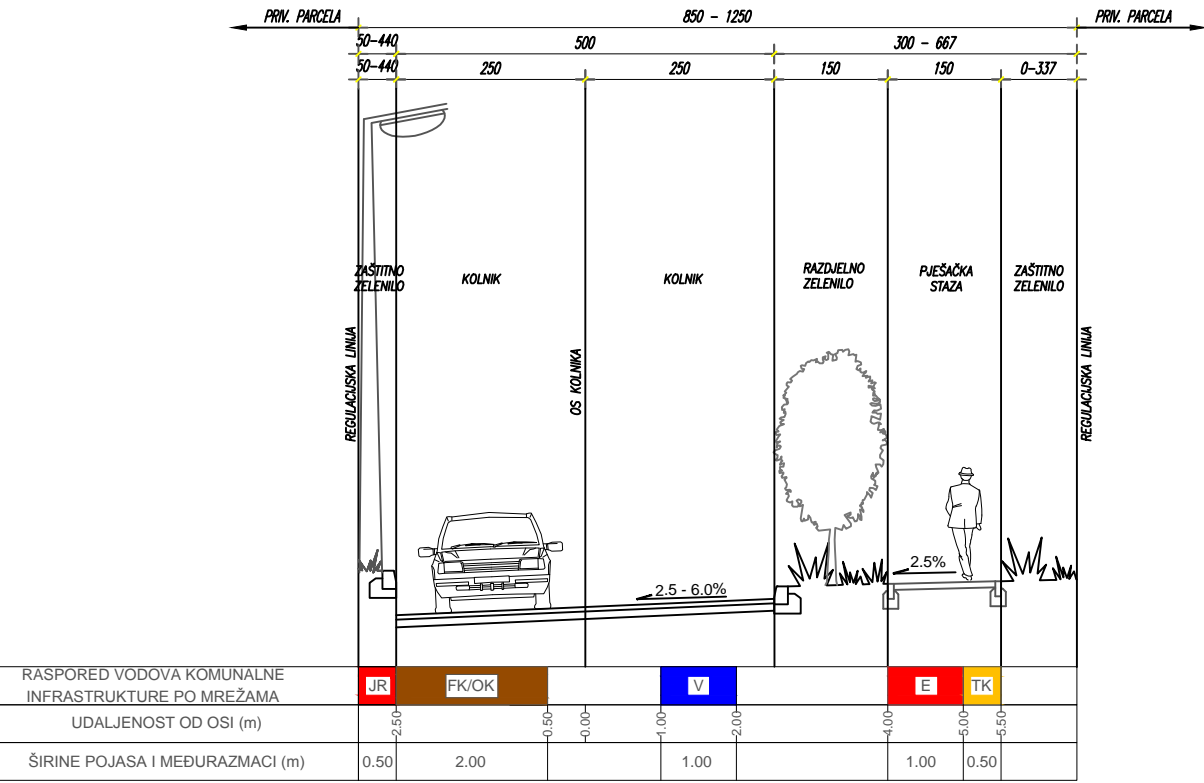 PRIV. PARCELA
850 - 1250
PRIV. PARCELA
50-440
500
300 - 667
50-440
250
250
150
150
0-337
ZAŠTITNO
ZELENILO
KOLNIK
KOLNIK
RAZDJELNO
ZELENILO
PJEŠAČKA
STAZA
ZAŠTITNO
ZELENILO
REGULACIJSKA LINIJA
OS KOLNIKA
REGULACIJSKA LINIJA
2.5 - 6.0%
2.5%
RASPORED VODOVA KOMUNALNE
INFRASTRUKTURE PO MREŽAMA
JR
FK/OK
V
E
TK
UDALJENOST OD OSI (m)
2.50
0.50
0.00
1.00
2.00
4.00
5.00
5.50
ŠIRINE POJASA I MEĐURAZMACI (m)
0.50
2.00
1.00
1.00
0.50